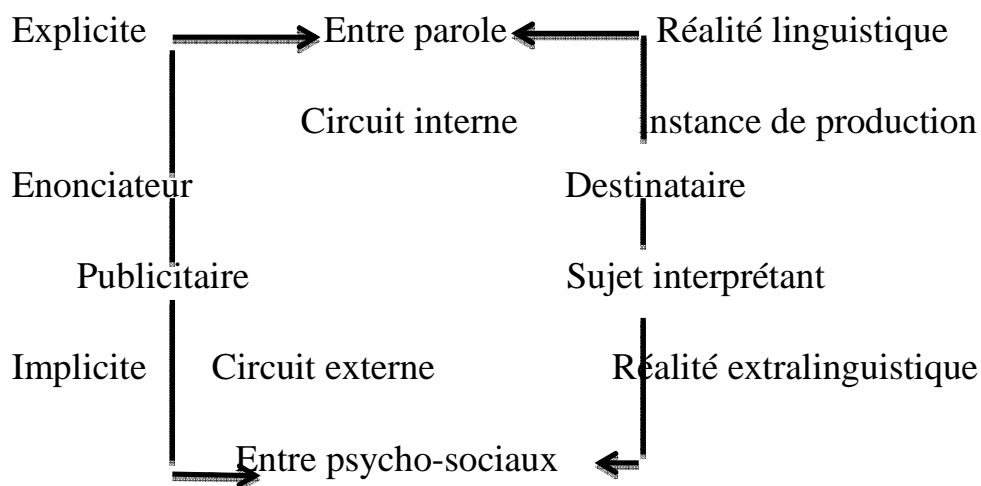 Explicite Entre parole Réalité linguistique
Circuit interne Instance de production
Enonciateur Destinataire
Publicitaire Sujet interprétant
Implicite Circuit externe Réalité extralinguistique
Entre psycho-sociaux